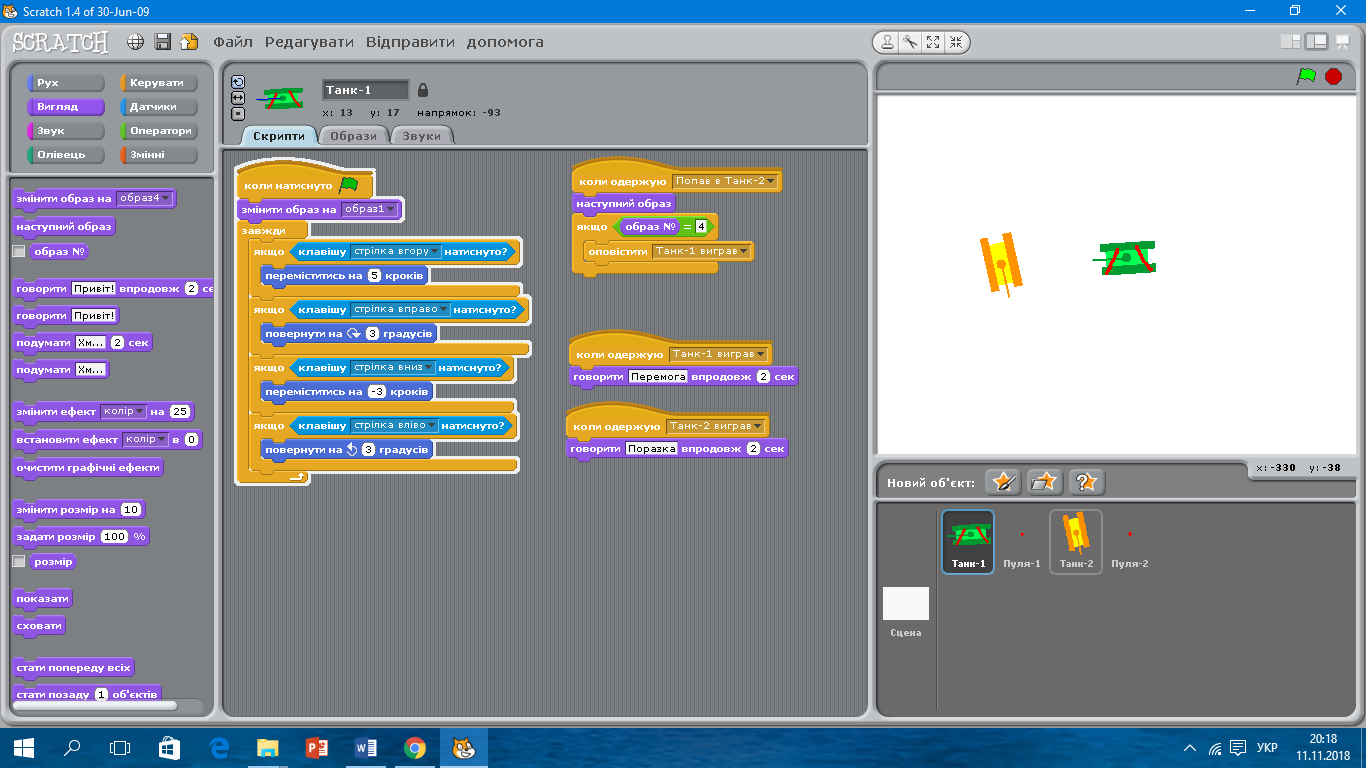 Scratch 1.4 of 30-Jun-09
SCRATCH Файл Редагувати Відправити допомога
Рух Керувати
Вигляд Датчики
Звук Оператори
Олівець Змінні
змінити образ на образ4
наступний образ
образ №
говорити Привіт! впродовж 2 се
говорити Привіт!
подумати Хм... 2 сек
подумати Хм...
змінити ефект колір на 25
встановити ефект колір в 0
очистити графічні ефекти
змінити розмір на 10
задати розмір 100 %
розмір
показати
сховати
стати попереду всіх
стати позаду 1 об'єктів
Танк-1
x: 13 y: 17 напрямок: -93
Скрипти Образи Звуки
коли натиснуто
змінити образ на образ1
завжди
якщо клавішу стрілка вгору натиснуто?
переміститись на 5 кроків
якщо клавішу стрілка вправо натиснуто?
повернути на 3 градусів
якщо клавішу стрілка вниз натиснуто?
переміститись на -3 кроків
якщо клавішу стрілка вліво натиснуто?
повернути на 3 градусів
коли одержую Попав в Танк-2
наступний образ
якщо образ № = 4
оповістити Танк-1 виграв
коли одержую Танк-1 виграв
говорити Перемога впродовж 2 сек
коли одержую Танк-2 виграв
говорити Поразка впродовж 2 сек
x: -330 y: -38
Новий об'єкт:
Танк-1 Пуля-1 Танк-2 Пуля-2
Сцена
УКР
20:18
11.11.2018